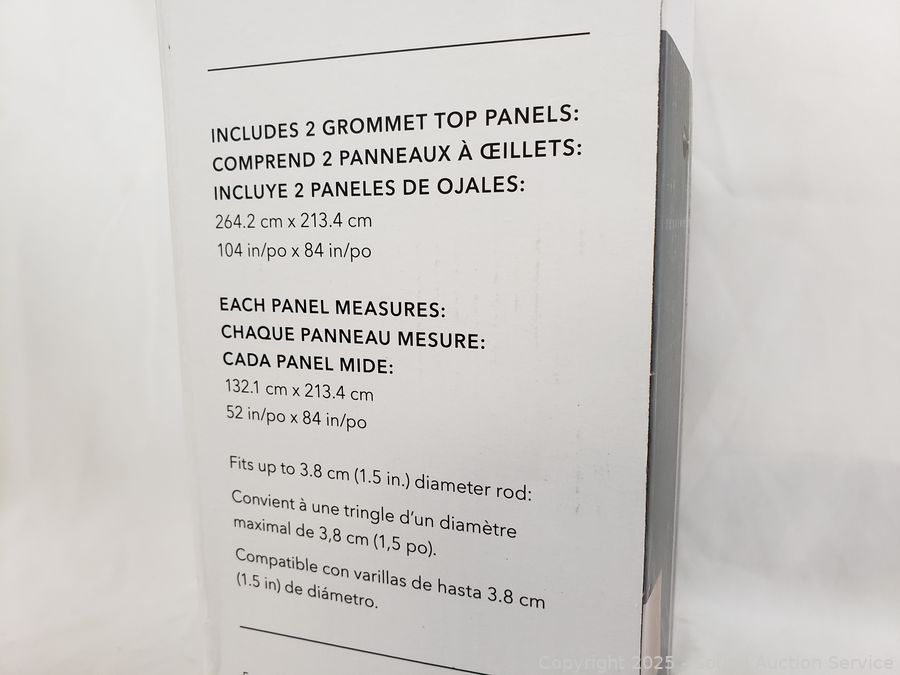 INCLUDES 2 GROMMET TOP PANELS:
COMPREND 2 PANNEAUX À ŒILLETS:
INCLUYE 2 PANELES DE OJALES:
264.2 cm x 213.4 cm
104 in/po x 84 in/po
EACH PANEL MEASURES:
CHAQUE PANNEAU MESURE:
CADA PANEL MIDE:
132.1 cm x 213.4 cm
52 in/po x 84 in/po
Fits up to 3.8 cm (1.5 in.) diameter rod:
Convient à une tringle d'un diamètre
maximal de 3,8 cm (1,5 po).
Compatible con varillas de hasta 3.8 cm
(1.5 in) de diámetro.
Copyright 2025 - Sound Auction Service